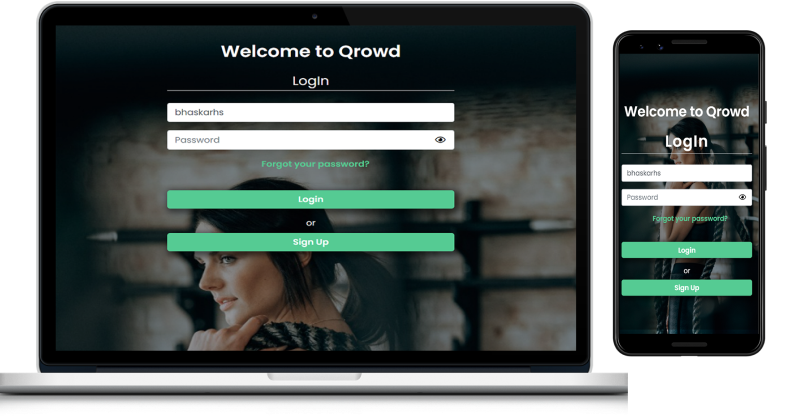 Welcome to Qrowd
LogIn
bhaskarhs
Password
Forgot your password?
Login
or
Sign Up
Welcome to Qrowd
LogIn
bhaskarhs
Password
Forgot your password?
Login
or
Sign Up